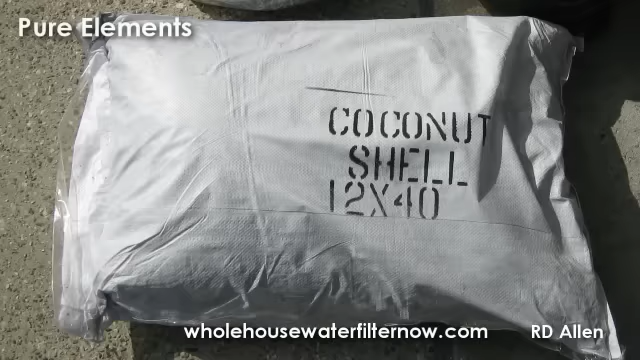 Pure Elements
COCONUT
SHELL
12X40
wholehousewaterfilternow.com
RD Allen